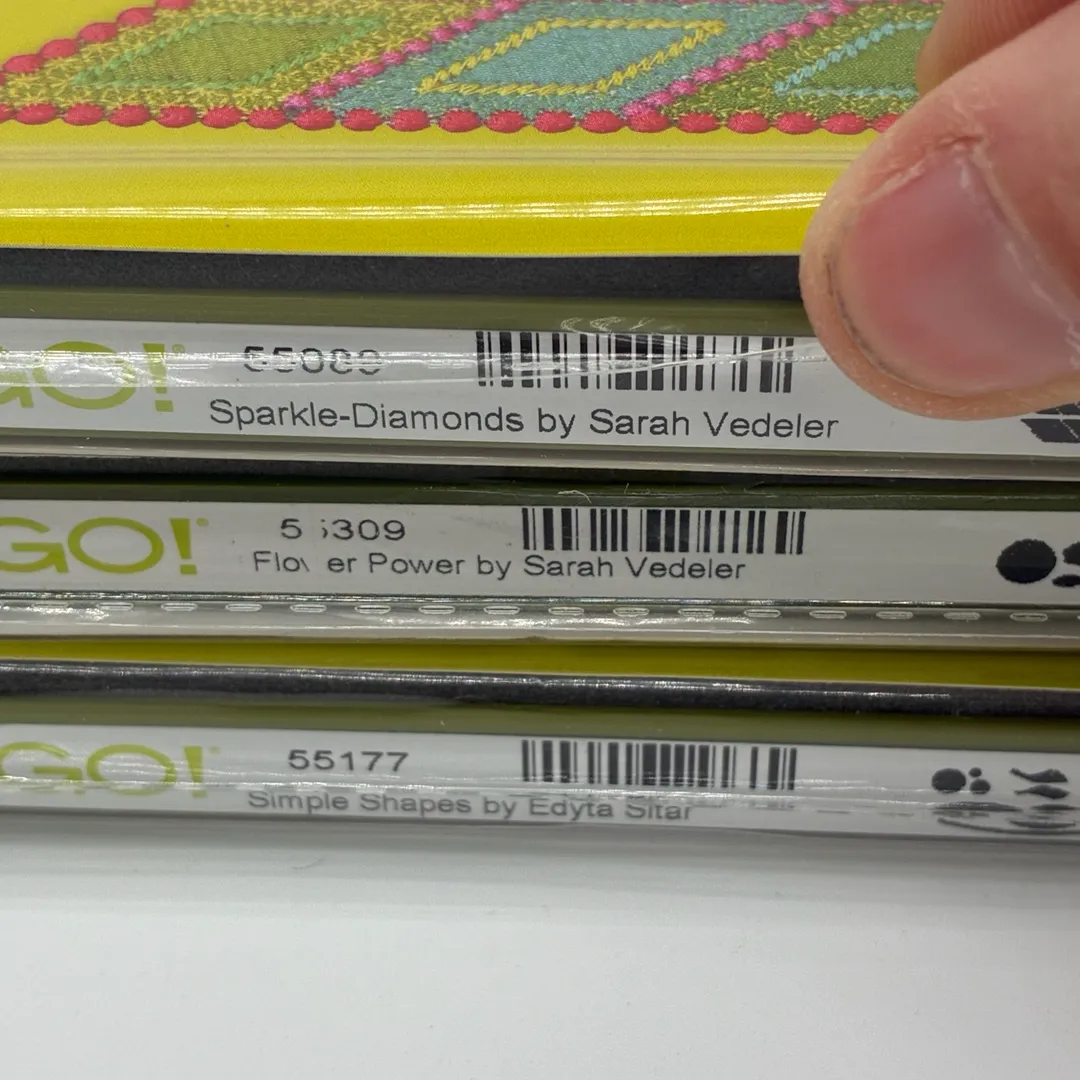 GO!
Sparkle-Diamonds by Sarah Vedeler
GO!
Power by Sarah Vedeler
GO!
55177
Simple Shapes by Edyta Sitar